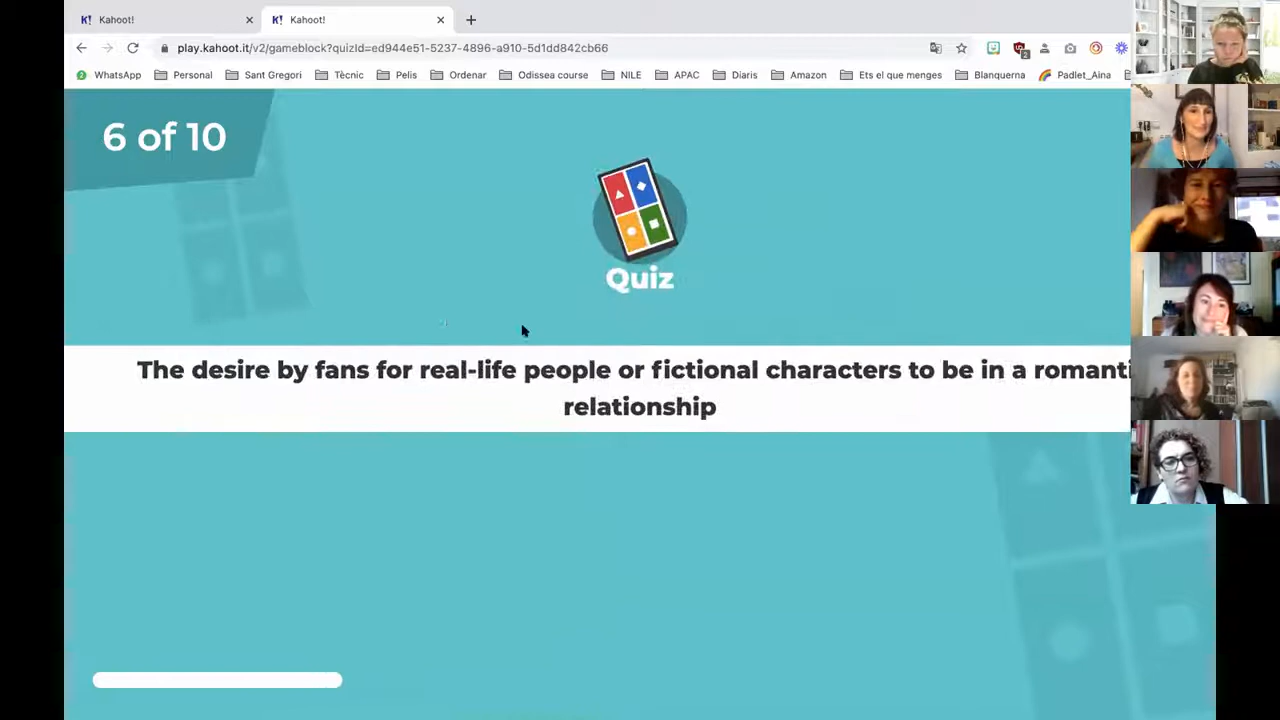 Kahoot!
Kahoot!
play.kahoot.it/v2/gameblock?quizId=ed944e51-5237-4896-a910-5d1dd842cb66
2
WhatsApp Personal Sant Gregori Tècnic Pelis Ordenar Odissea course NILE APAC Diaris Amazon Ets el que menges Blanquerna Padlet_Aina
6 of 10
Quiz
The desire by fans for real-life people or fictional characters to be in a romanti
relationship